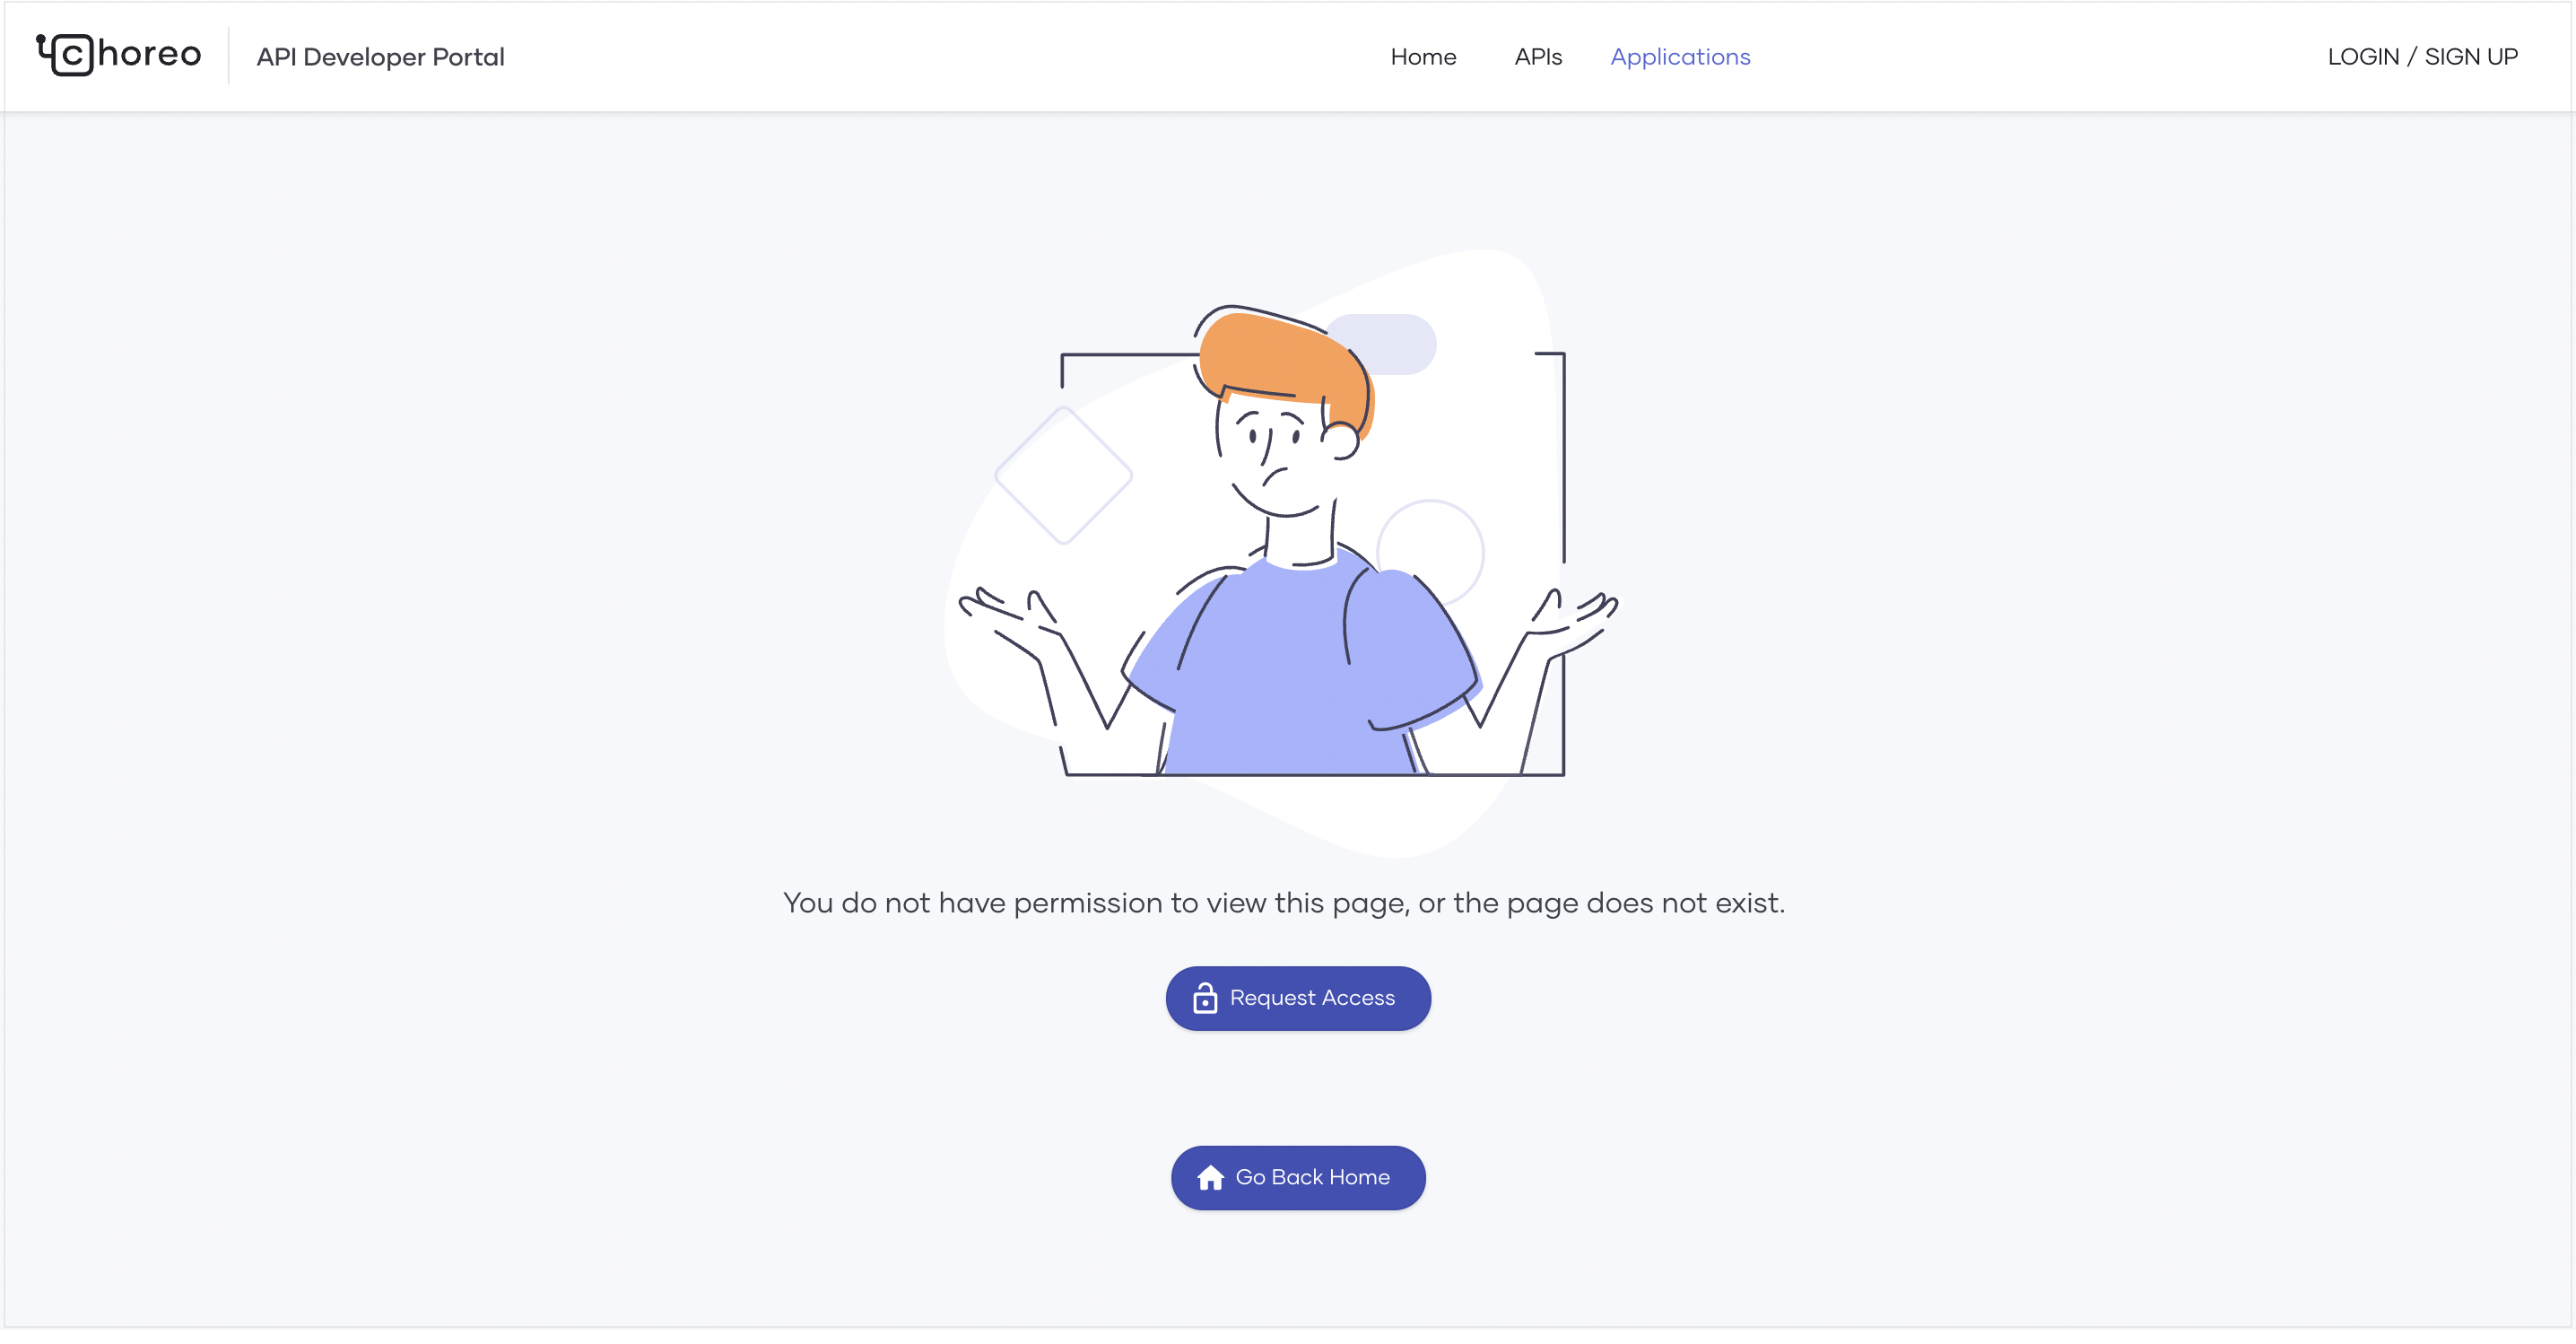 choreo
API Developer Portal
Home
APIs
Applications
LOGIN / SIGN UP
You do not have permission to view this page, or the page does not exist.
Request Access
Go Back Home